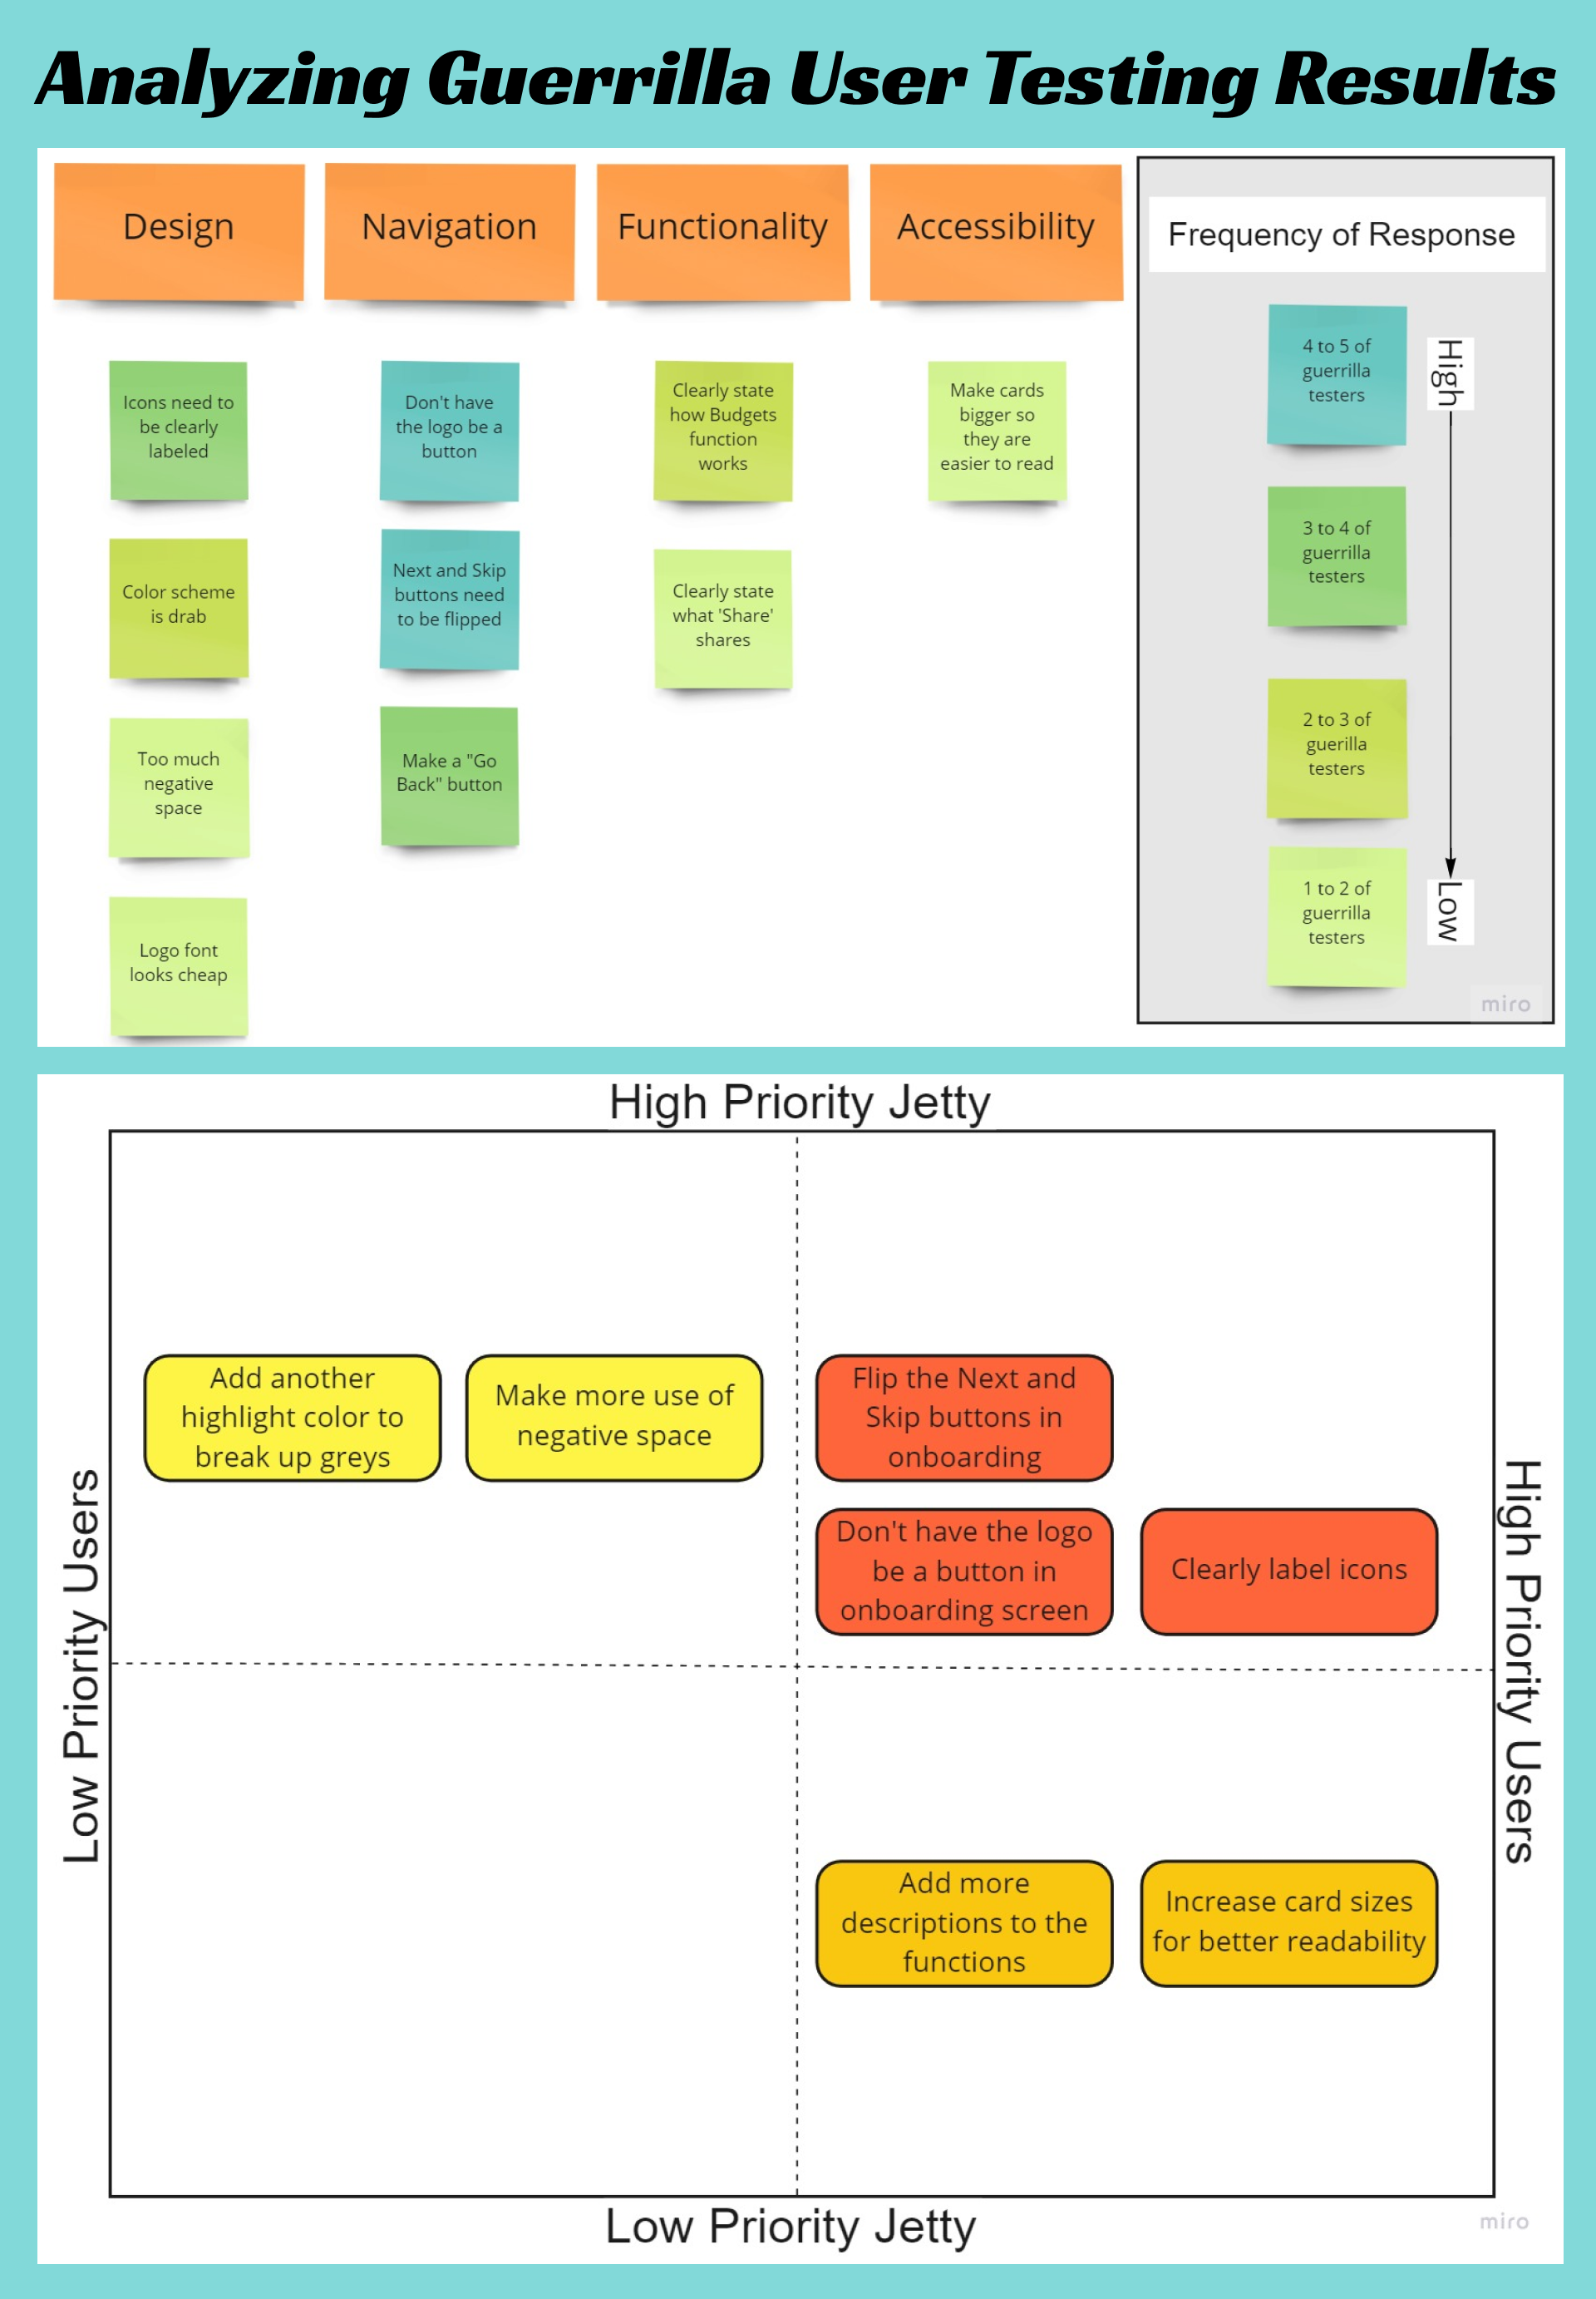 Analyzing Guerrilla User Testing Results
Design
Navigation
Functionality
Accessibility
Icons need to
be clearly
labeled
Color scheme
is drab
Too much
negative
space
Logo font
looks cheap
Don't have
the logo be a
button
Next and Skip
buttons need
to be flipped
Make a "Go
Back" button
Clearly state
how Budgets
function
works
Clearly state
what 'Share'
shares
Make cards
bigger so
they are
easier to read
Frequency of Response
4 to 5 of
guerrilla
testers
3 to 4 of
guerrilla
testers
2 to 3 of
guerilla
testers
1 to 2 of
guerrilla
testers
High
Low
miro
High Priority Jetty
Low Priority Users
High Priority Users
Add another
highlight color to
break up greys
Make more use of
negative space
Flip the Next and
Skip buttons in
onboarding
Don't have the logo
be a button in
onboarding screen
Clearly label icons
Add more
descriptions to the
functions
Increase card sizes
for better readability
Low Priority Jetty
miro